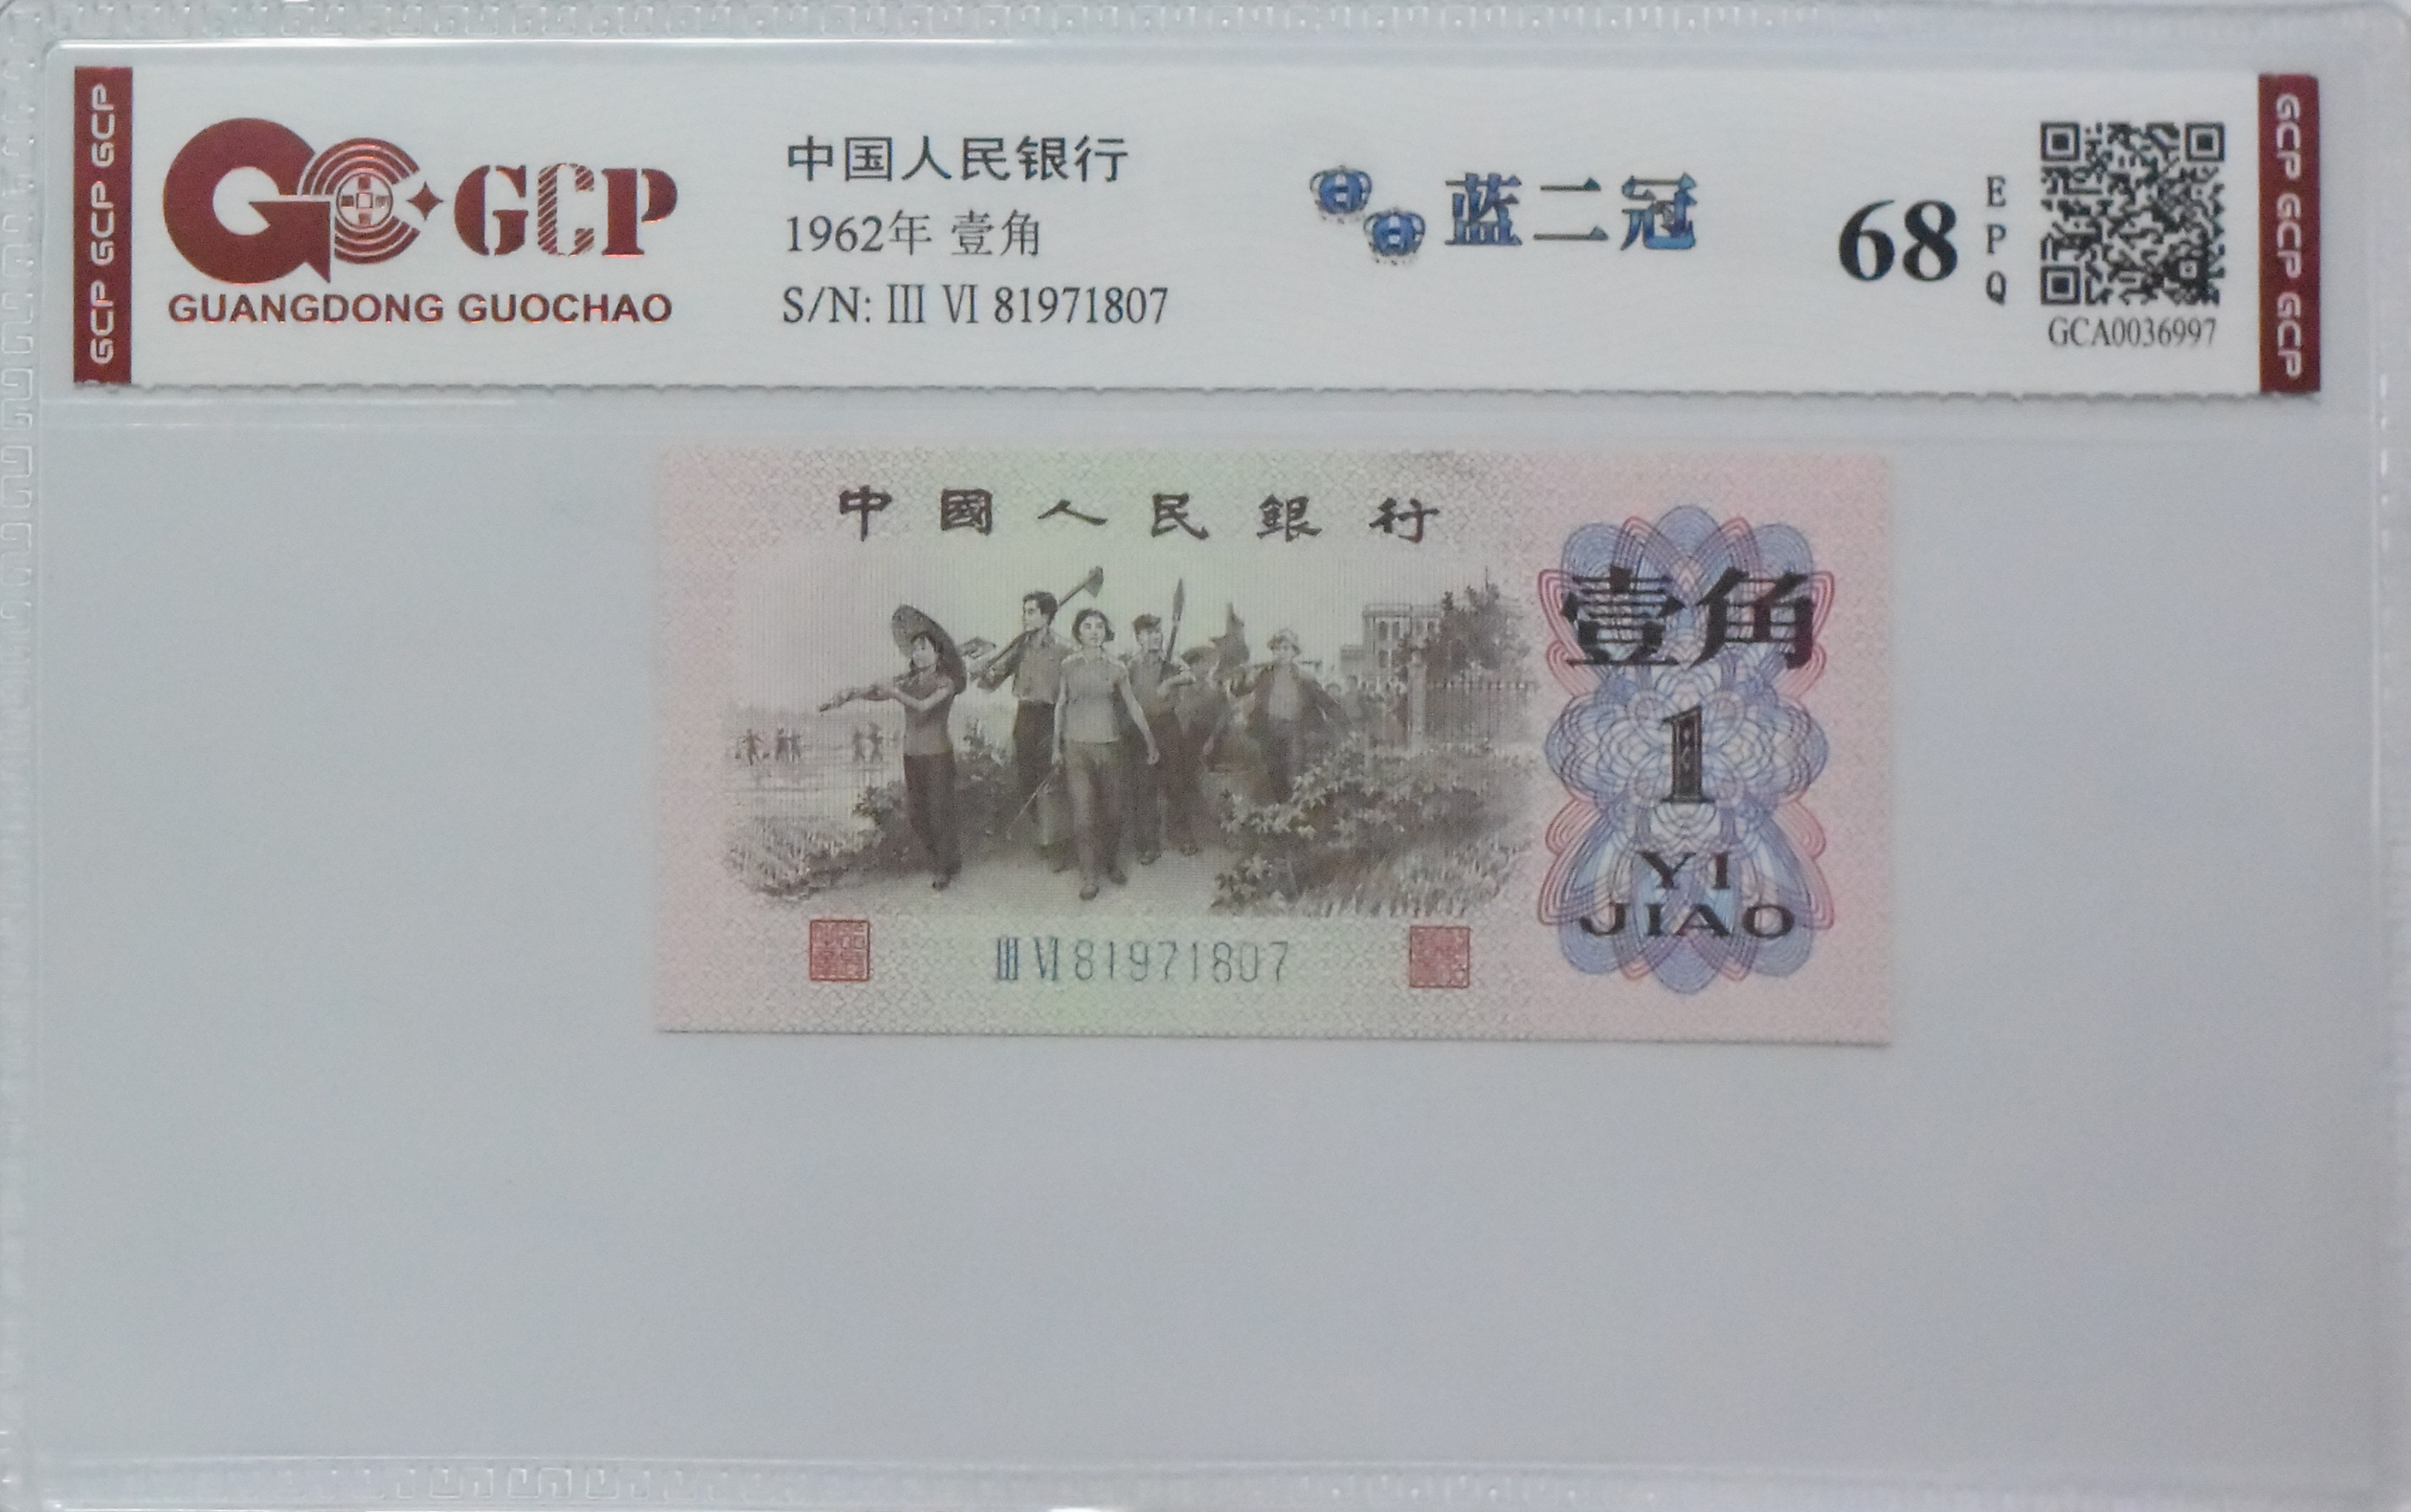 GCP GCP GCP
GCP
GUANGDONG GUOCHAO
中国人民银行
1962年 壹角
S/N: III VI 81971807
蓝二冠
68
EPQ
GCA0036997
GCP GCP GCP
中國人民銀行
壹角
1
YI
JIAO
III VI 81971807